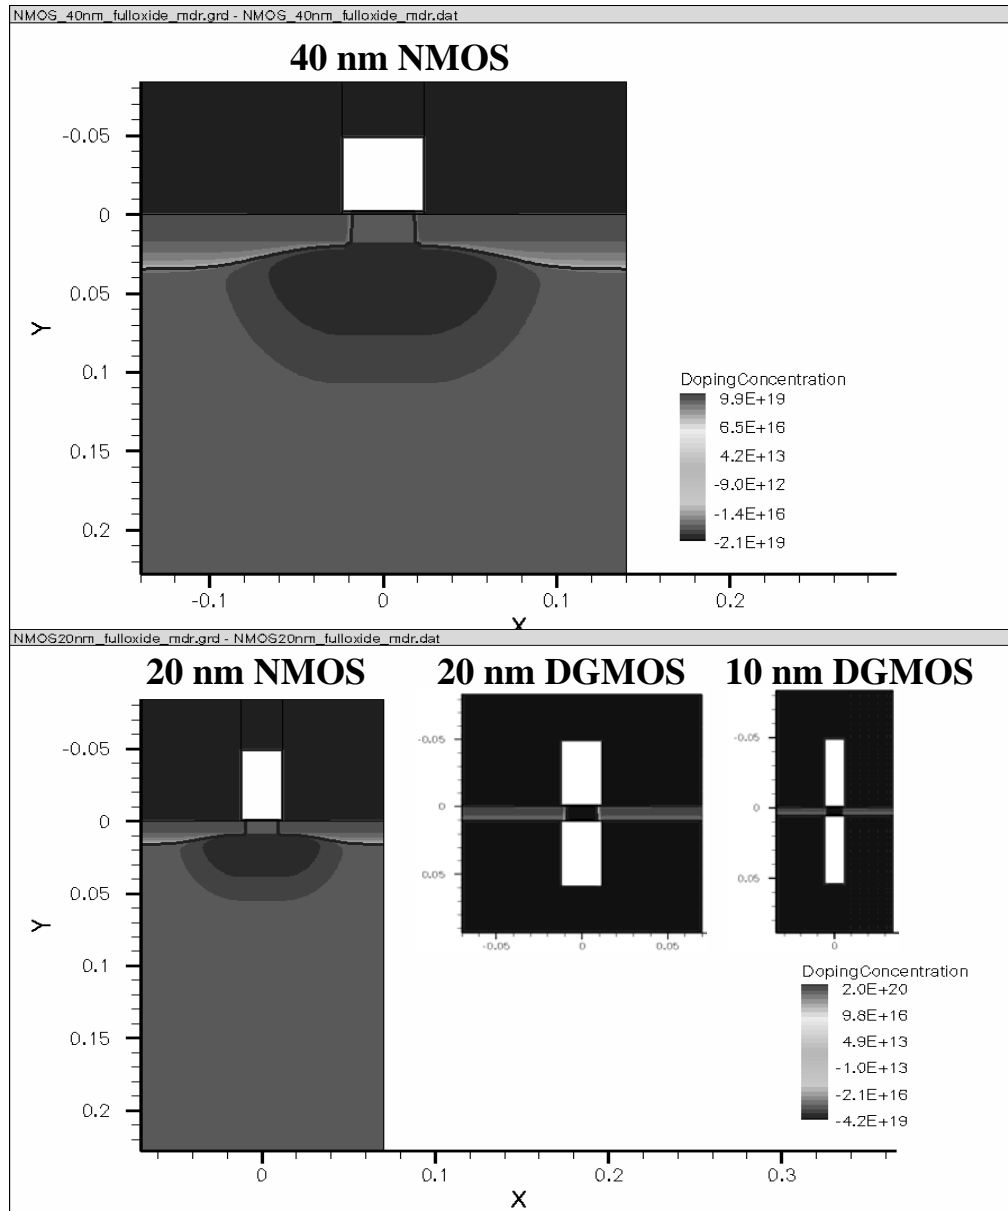 NMOS_40nm_fulloxide_mdr.grd - NMOS_40nm_fulloxide_mdr.dat
40 nm NMOS
-0.05
0
0.05
0.1
0.15
0.2
Y
DopingConcentration
9.9E+19
6.5E+16
4.2E+13
-9.0E+12
-1.4E+16
-2.1E+19
-0.1
0
0.1
0.2
X
NMOS20nm_fulloxide_mdr.grd - NMOS20nm_fulloxide_mdr.dat
20 nm NMOS
20 nm DGMOS
10 nm DGMOS
-0.05
0
0.05
0.1
0.15
0.2
Y
-0.05
0
0.05
-0.05
0
0.05
-0.05
0
0.05
0
DopingConcentration
2.0E+20
9.8E+16
4.9E+13
-1.0E+13
-2.1E+16
-4.2E+19
0
0.1
0.2
0.3
X